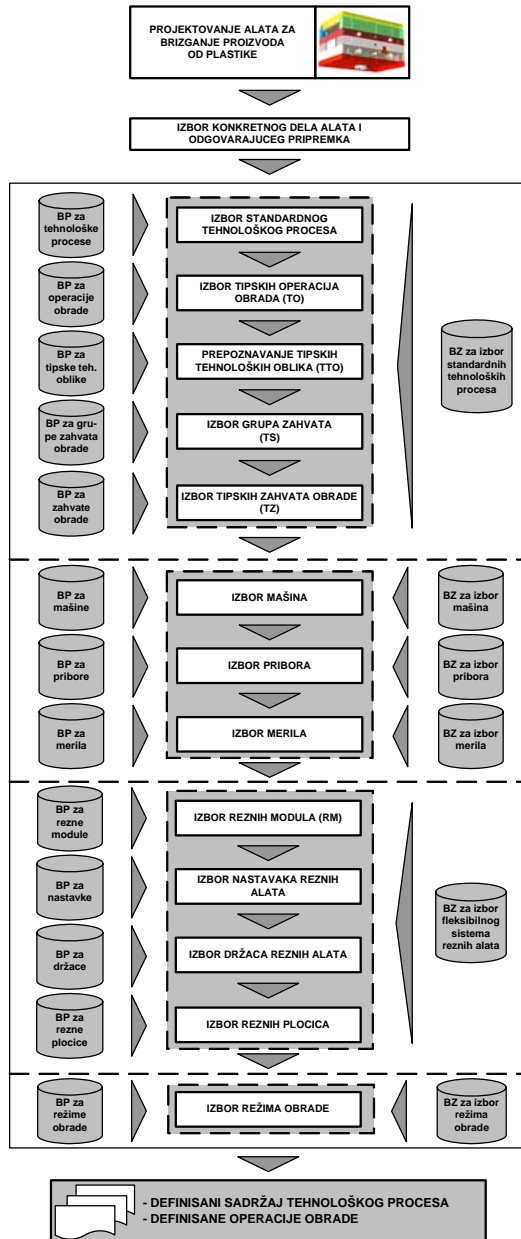 PROJEKTOVANJE ALATA ZA
BRIZGANJE PROIZVODA
OD PLASTIKE
IZBOR KONKRETNOG DELA ALATA I
ODGOVARAJUCEG PRIPREMKA
BP za
tehnološke
procese
IZBOR STANDARDNOG
TEHNOLOŠKOG PROCESA
BP za
operacije
obrade
IZBOR TIPSKIH OPERACIJA
OBRADA (TO)
BP za
tipske teh.
oblike
PREPOZNAVANJE TIPSKIH
TEHNOLOŠKIH OBLIKA (TTO)
BZ za izbor
standardnih
tehnoloških
procesa
BP za gru-
pe zahvata
obrade
IZBOR GRUPA ZAHVATA
(TS)
BP za
zahvate
obrade
IZBOR TIPSKIH ZAHVATA OBRADE
(TZ)
BP za
mašine
IZBOR MAŠINA
BZ za izbor
mašina
BP za
pribore
IZBOR PRIBORA
BZ za izbor
pribora
BP za
merila
IZBOR MERILA
BZ za izbor
merila
BP za
rezne
module
IZBOR REZNIH MODULA (RM)
BP za
nastavke
IZBOR NASTAVAKA REZNIH
ALATA
BZ za izbor
fleksibilnog
sistema
reznih alata
BP za
držace
IZBOR DRŽACA REZNIH ALATA
BP za
rezne
plocice
IZBOR REZNIH PLOCICA
BP za
režime
obrade
IZBOR REŽIMA OBRADE
BZ za izbor
režima
obrade
- DEFINISANI SADRŽAJ TEHNOLOŠKOG PROCESA
- DEFINISANE OPERACIJE OBRADE